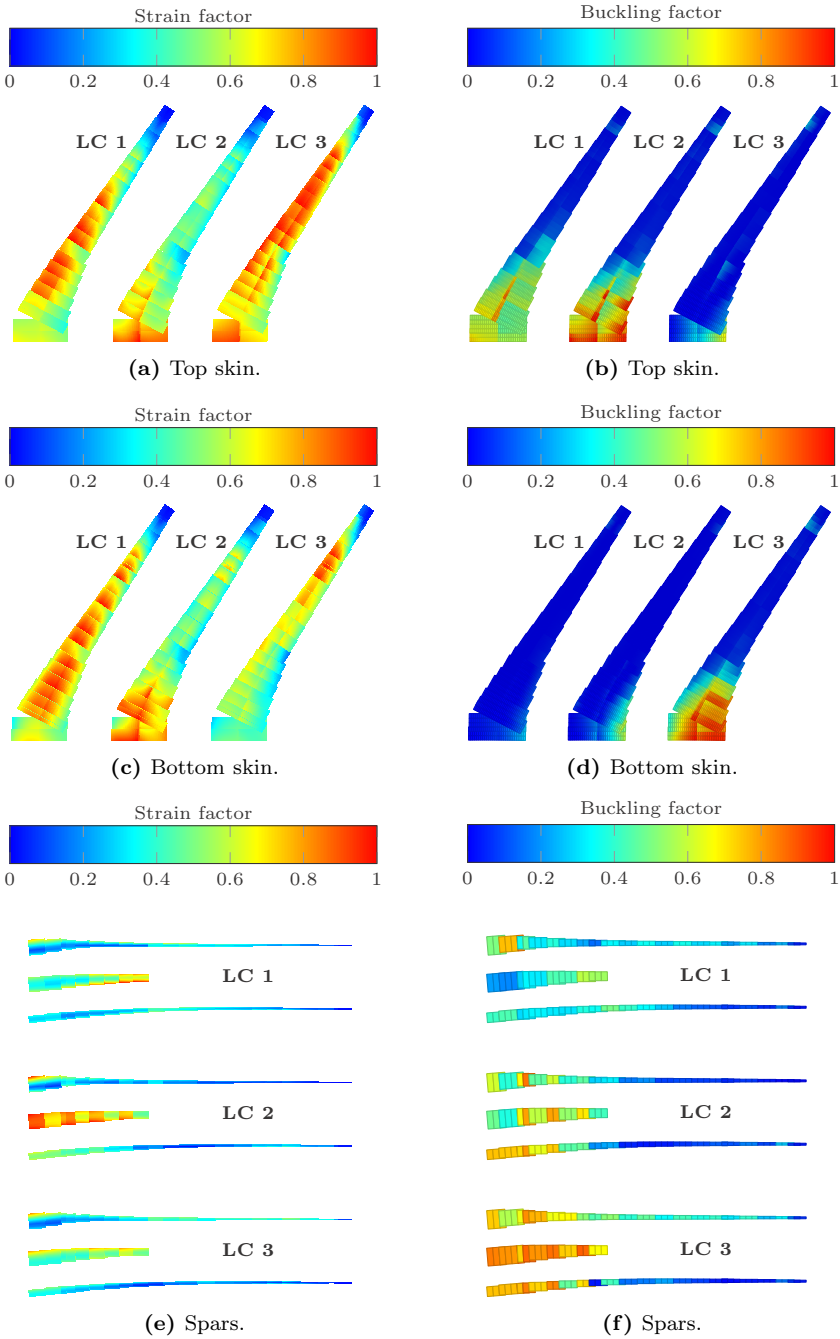 Strain factor
0 0.2 0.4 0.6 0.8 1
LC 1 LC 2 LC 3
(a) Top skin.
Buckling factor
0 0.2 0.4 0.6 0.8 1
LC 1 LC 2 LC 3
(b) Top skin.
Strain factor
0 0.2 0.4 0.6 0.8 1
LC 1 LC 2 LC 3
(c) Bottom skin.
Buckling factor
0 0.2 0.4 0.6 0.8 1
LC 1 LC 2 LC 3
(d) Bottom skin.
Strain factor
0 0.2 0.4 0.6 0.8 1
LC 1
LC 2
LC 3
(e) Spars.
Buckling factor
0 0.2 0.4 0.6 0.8 1
LC 1
LC 2
LC 3
(f) Spars.